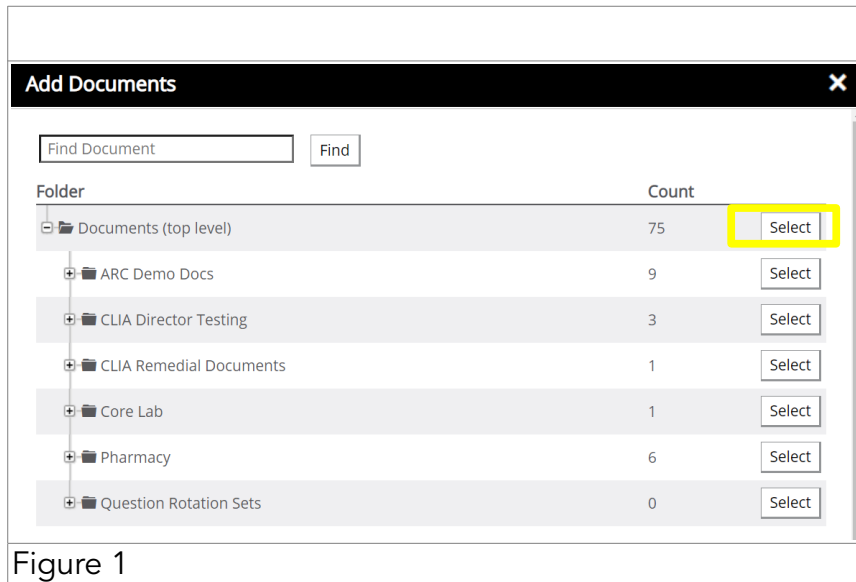 Add Documents
Find Document Find
Folder Count
Documents (top level) 75 Select
ARC Demo Docs 9 Select
CLIA Director Testing 3 Select
CLIA Remedial Documents 1 Select
Core Lab 1 Select
Pharmacy 6 Select
Question Rotation Sets 0 Select
Figure 1